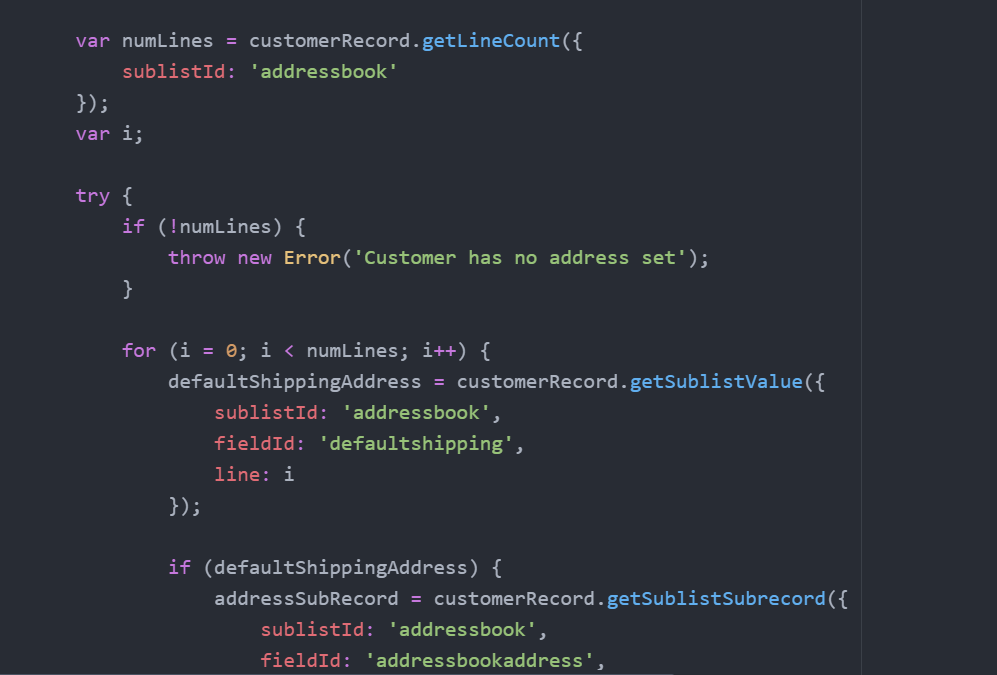 var numLines = customerRecord.getLineCount({
    sublistId: 'addressbook'
});
var i;

try {
    if (!numLines) {
        throw new Error('Customer has no address set');
    }

    for (i = 0; i < numLines; i++) {
        defaultShippingAddress = customerRecord.getSublistValue({
            sublistId: 'addressbook',
            fieldId: 'defaultshipping',
            line: i
        });

        if (defaultShippingAddress) {
            addressSubRecord = customerRecord.getSublistSubrecord({
                sublistId: 'addressbook',
                fieldId: 'addressbookaddress',